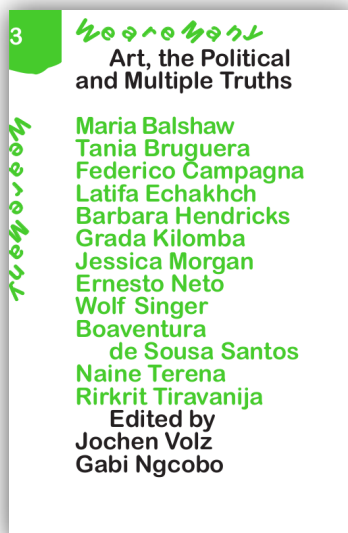 3
We are Many
Art, the Political
and Multiple Truths
We are Many
Maria Balshaw
Tania Bruguera
Federico Campagna
Latifa Echakhch
Barbara Hendricks
Grada Kilomba
Jessica Morgan
Ernesto Neto
Wolf Singer
Boaventura
de Sousa Santos
Naine Terena
Rirkrit Tiravanija
Edited by
Jochen Volz
Gabi Ngcobo